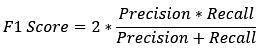 F1 Score = 2 * (Precision * Recall) / (Precision + Recall)